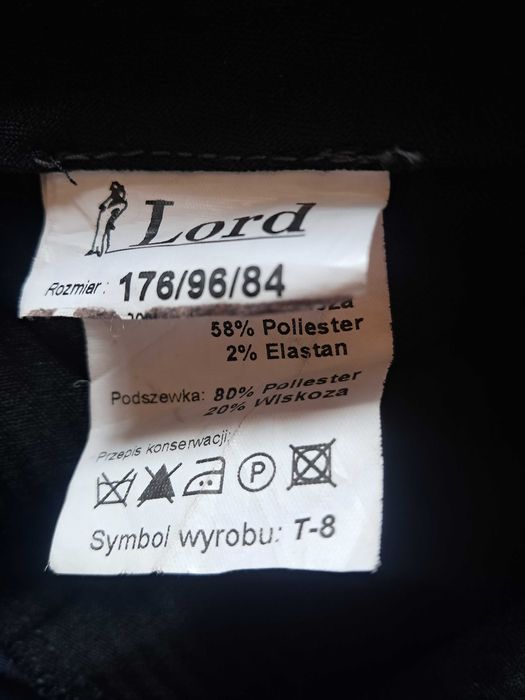 Lord
Rozmiar: 176/96/84
58% Poliester
2% Elastan
Podszewka: 80% Poliester
20% Wiskoza
Przepis konserwacji:
P
Symbol wyrobu: T-8